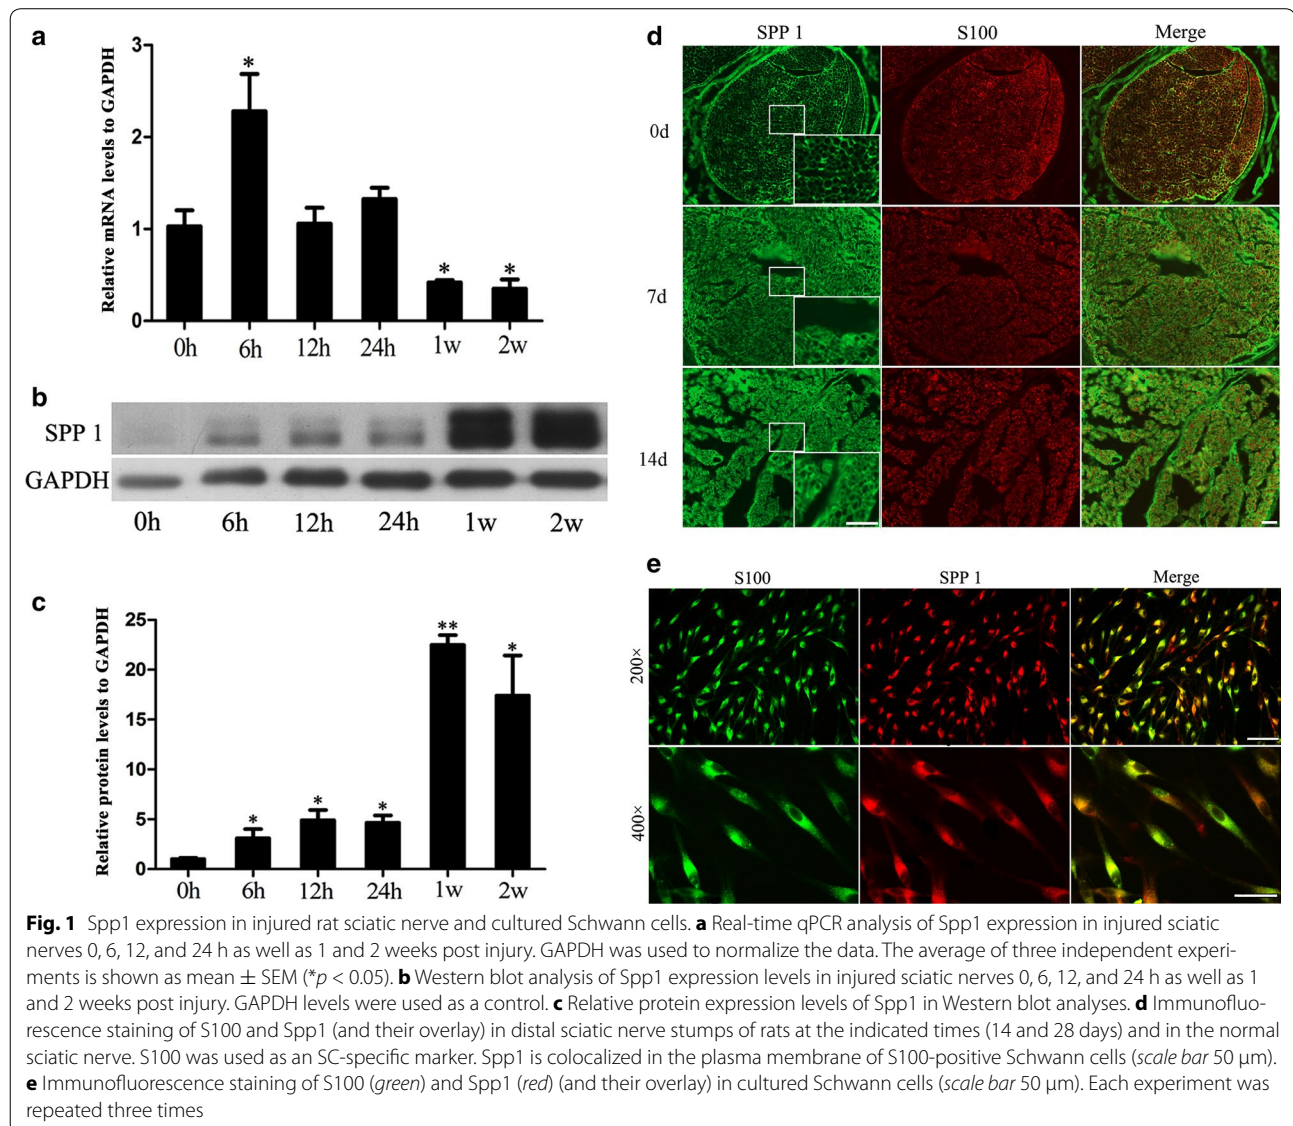 a
Relative mRNA levels to GAPDH
3
2
1
0
*
*
*
0h 6h 12h 24h 1w 2w
b
SPP 1
GAPDH
0h 6h 12h 24h 1w 2w
c
Relative protein levels to GAPDH
25
20
15
10
5
0
*
*
*
**
*
0h 6h 12h 24h 1w 2w
d
SPP 1 S100 Merge
0d
7d
14d
e
S100 SPP 1 Merge
200×
400×
Fig. 1 Spp1 expression in injured rat sciatic nerve and cultured Schwann cells. a Real-time qPCR analysis of Spp1 expression in injured sciatic
nerves 0, 6, 12, and 24 h as well as 1 and 2 weeks post injury. GAPDH was used to normalize the data. The average of three independent experi-
ments is shown as mean ± SEM (*p < 0.05). b Western blot analysis of Spp1 expression levels in injured sciatic nerves 0, 6, 12, and 24 h as well as 1
and 2 weeks post injury. GAPDH levels were used as a control. c Relative protein expression levels of Spp1 in Western blot analyses. d Immunofluo-
rescence staining of S100 and Spp1 (and their overlay) in distal sciatic nerve stumps of rats at the indicated times (14 and 28 days) and in the normal
sciatic nerve. S100 was used as an SC-specific marker. Spp1 is colocalized in the plasma membrane of S100-positive Schwann cells (scale bar 50 μm).
e Immunofluorescence staining of S100 (green) and Spp1 (red) (and their overlay) in cultured Schwann cells (scale bar 50 μm). Each experiment was
repeated three times